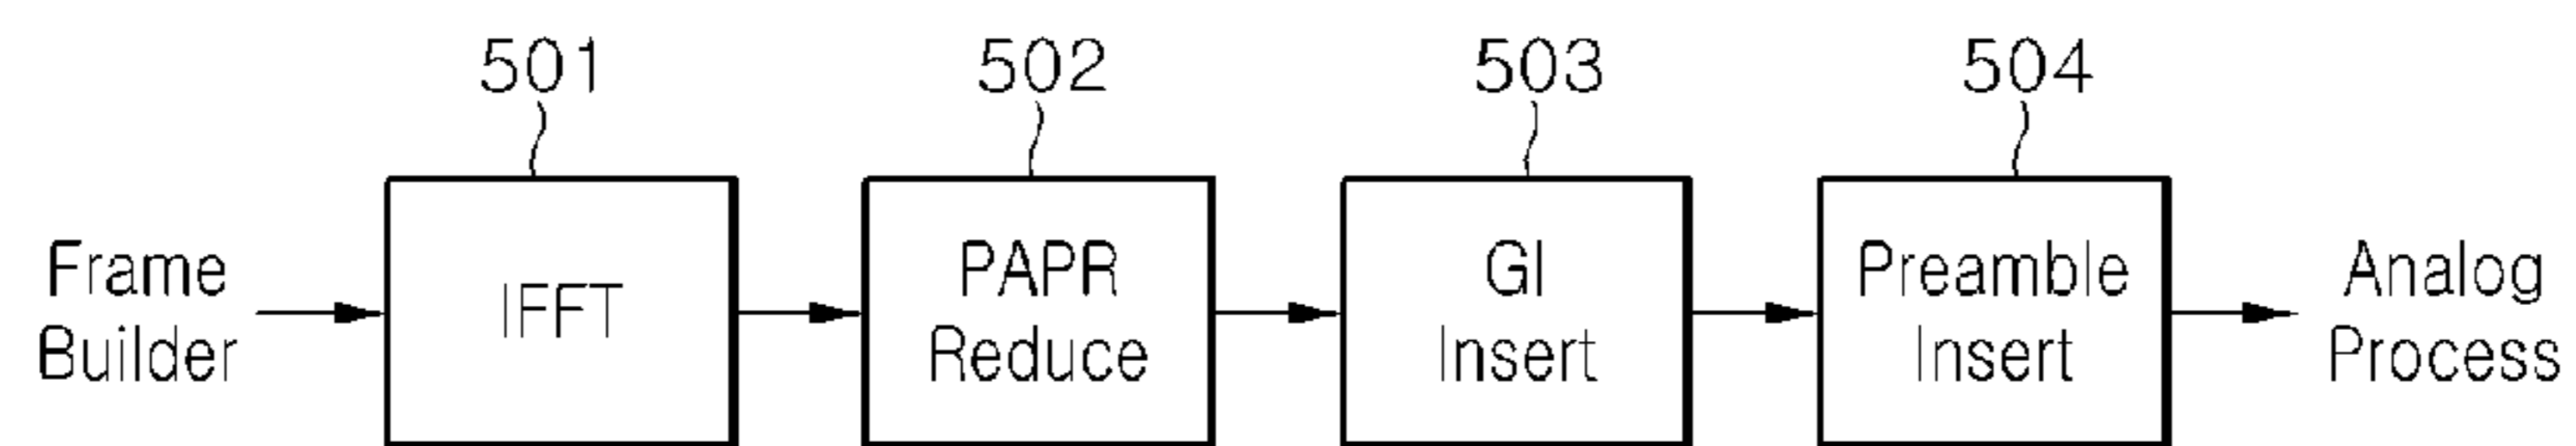 501
502
503
504
Frame
Builder
IFFT
PAPR
Reduce
GI
Insert
Preamble
Insert
Analog
Process